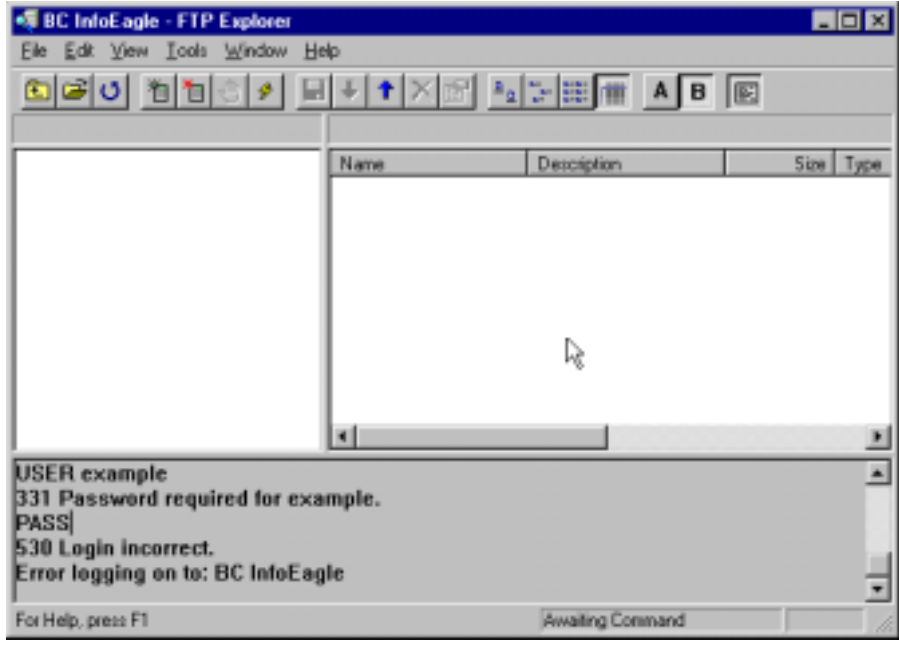 BC InfoEagle - FTP Explorer
File Edit View Tools Window Help
A B
Name Description Size Type
USER example
331 Password required for example.
PASS
530 Login incorrect.
Error logging on to: BC InfoEagle
For Help, press F1 Awaiting Command